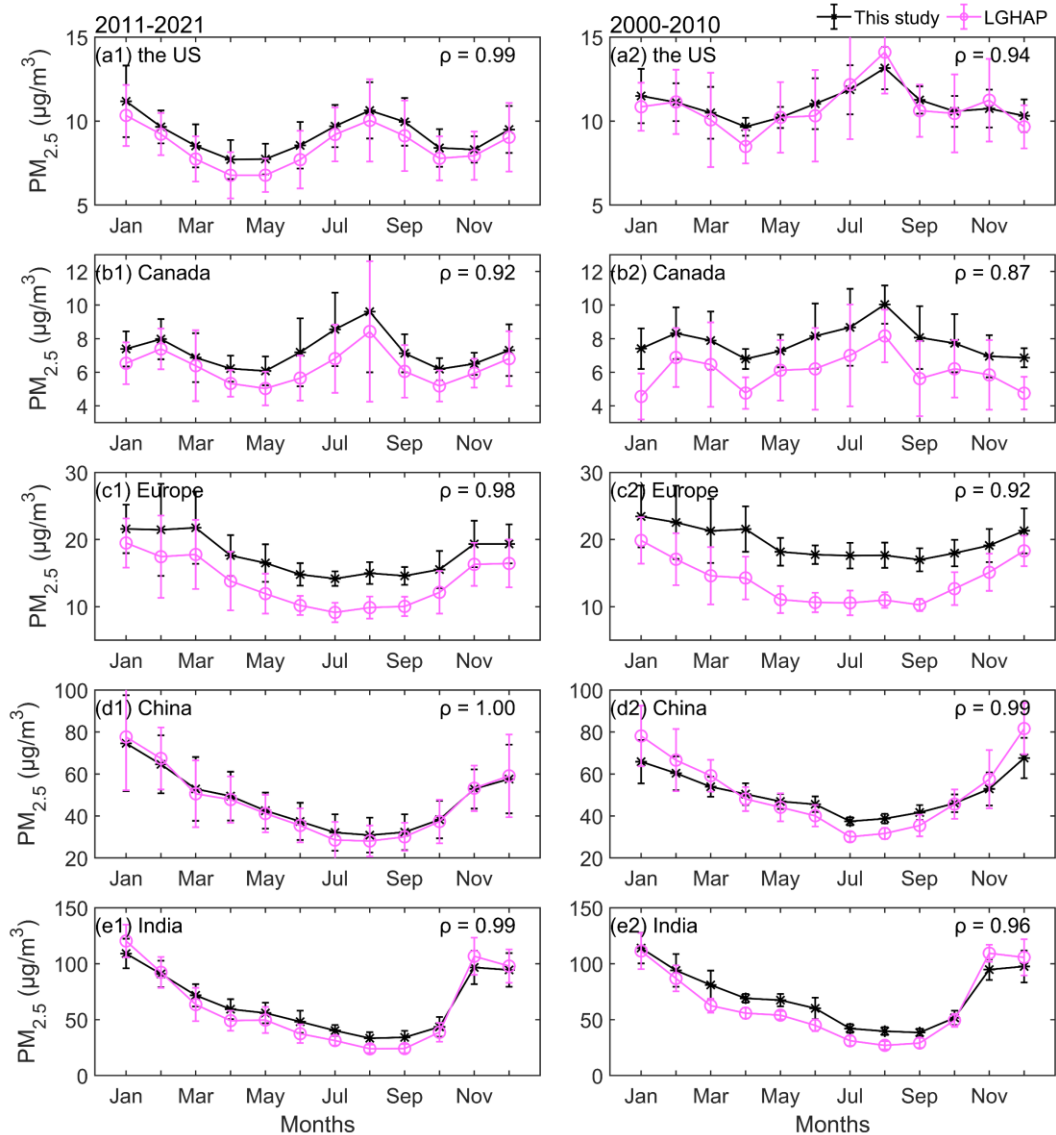 2011-2021
2000-2010
This study
LGHAP
(a1) the US
ρ = 0.99
PM2.5 (μg/m³)
15
10
5
Jan Mar May Jul Sep Nov
(a2) the US
ρ = 0.94
15
10
5
Jan Mar May Jul Sep Nov
(b1) Canada
ρ = 0.92
PM2.5 (μg/m³)
12
10
8
6
4
Jan Mar May Jul Sep Nov
(b2) Canada
ρ = 0.87
12
10
8
6
4
Jan Mar May Jul Sep Nov
(c1) Europe
ρ = 0.98
PM2.5 (μg/m³)
30
20
10
Jan Mar May Jul Sep Nov
(c2) Europe
ρ = 0.92
30
20
10
Jan Mar May Jul Sep Nov
(d1) China
ρ = 1.00
PM2.5 (μg/m³)
100
80
60
40
20
Jan Mar May Jul Sep Nov
(d2) China
ρ = 0.99
100
80
60
40
20
Jan Mar May Jul Sep Nov
(e1) India
ρ = 0.99
PM2.5 (μg/m³)
150
100
50
0
Jan Mar May Jul Sep Nov
Months
(e2) India
ρ = 0.96
150
100
50
0
Jan Mar May Jul Sep Nov
Months